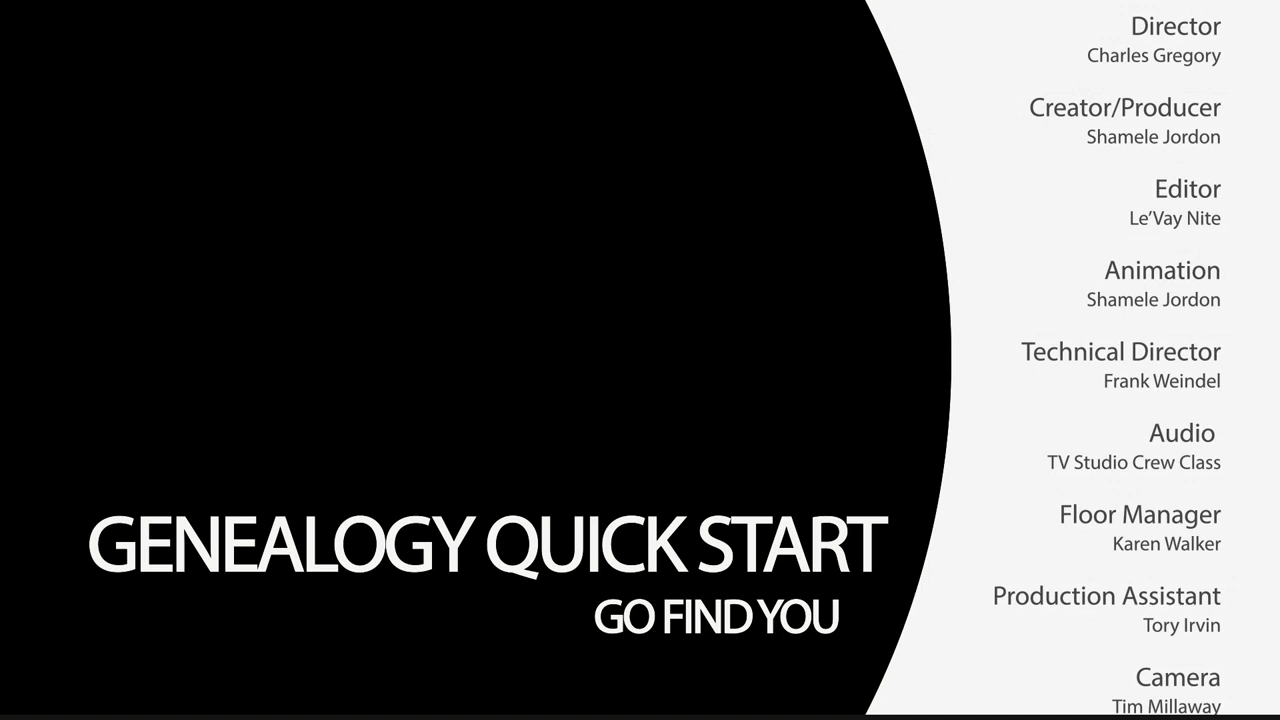 GENEALOGY QUICK START
GO FIND YOU
Director
Charles Gregory
Creator/Producer
Shamele Jordon
Editor
Le’Vay Nite
Animation
Shamele Jordon
Technical Director
Frank Weindel
Audio
TV Studio Crew Class
Floor Manager
Karen Walker
Production Assistant
Tory Irvin
Camera
Tim Millaway